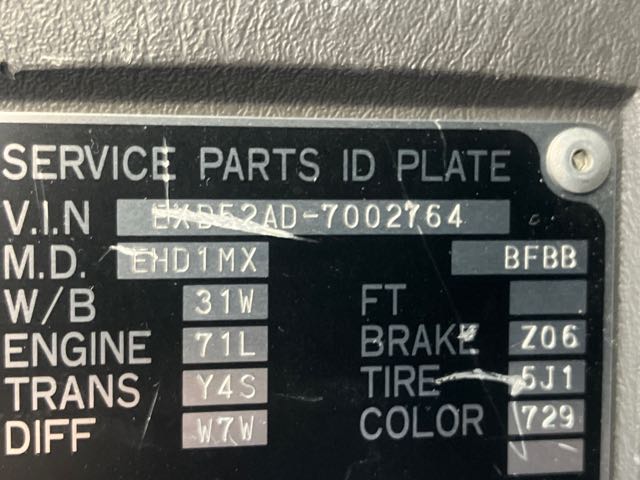 SERVICE PARTS ID PLATE
V.I.N EXD52AD-7002764
M.D. EHD1MX BFBB
W/B 31W FT
ENGINE 71L BRAKE Z06
TRANS Y4S TIRE 5J1
DIFF W7W COLOR 729